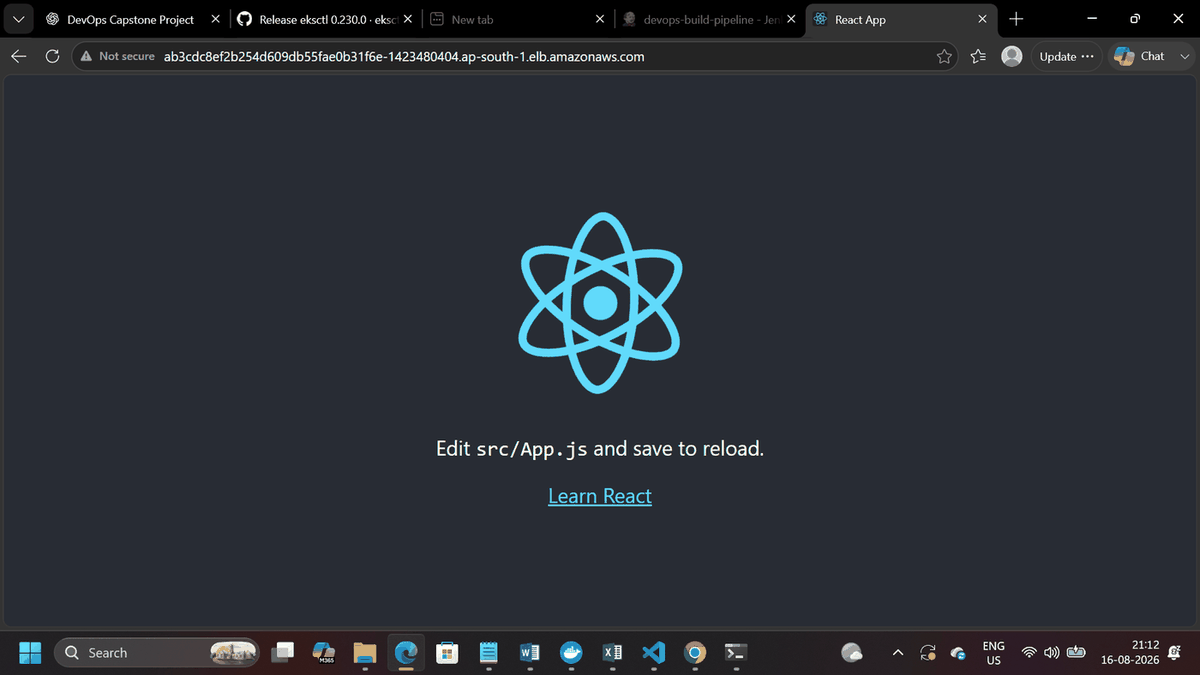 DevOps Capstone Project
Release eksctl 0.230.0 · eksc
New tab
devops-build-pipeline - Jen
React App
Not secure
ab3cdc8ef2b254d609db55fae0b31f6e-1423480404.ap-south-1.elb.amazonaws.com
Update
Chat
Edit src/App.js and save to reload.
Learn React
Search
M365
ENG
US
21:12
16-08-2026